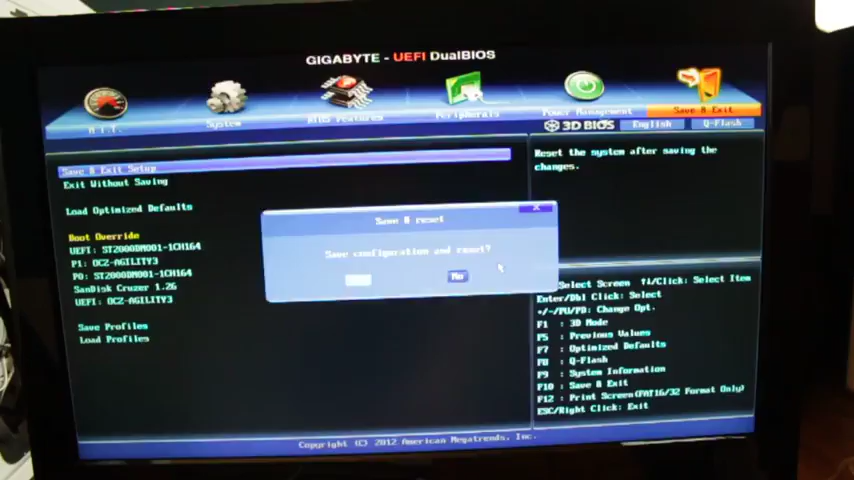 GIGABYTE - UEFI DualBIOS
M.I.T.
System
BIOS Features
Peripherals
Power Management
Save & Exit
3D BIOS
English
Q-Flash
Save & Exit Setup
Exit Without Saving
Load Optimized Defaults
Boot Override
UEFI: ST2000DM001-1CH164
P1: OCZ-AGILITY3
P0: ST2000DM001-1CH164
SanDisk Cruzer 1.26
UEFI: OCZ-AGILITY3
Save Profiles
Load Profiles
Save & reset
X
Save configuration and reset?
No
Reset the system after saving the
changes.
Select Screen ↑↓/Click: Select Item
Enter/Dbl Click: Select
+/-/PU/PD: Change Opt.
F1 : 3D Mode
F5 : Previous Values
F7 : Optimized Defaults
F8 : Q-Flash
F9 : System Information
F10 : Save & Exit
F12 : Print Screen(FAT16/32 Format Only)
ESC/Right Click: Exit
Copyright (C) 2012 American Megatrends, Inc.